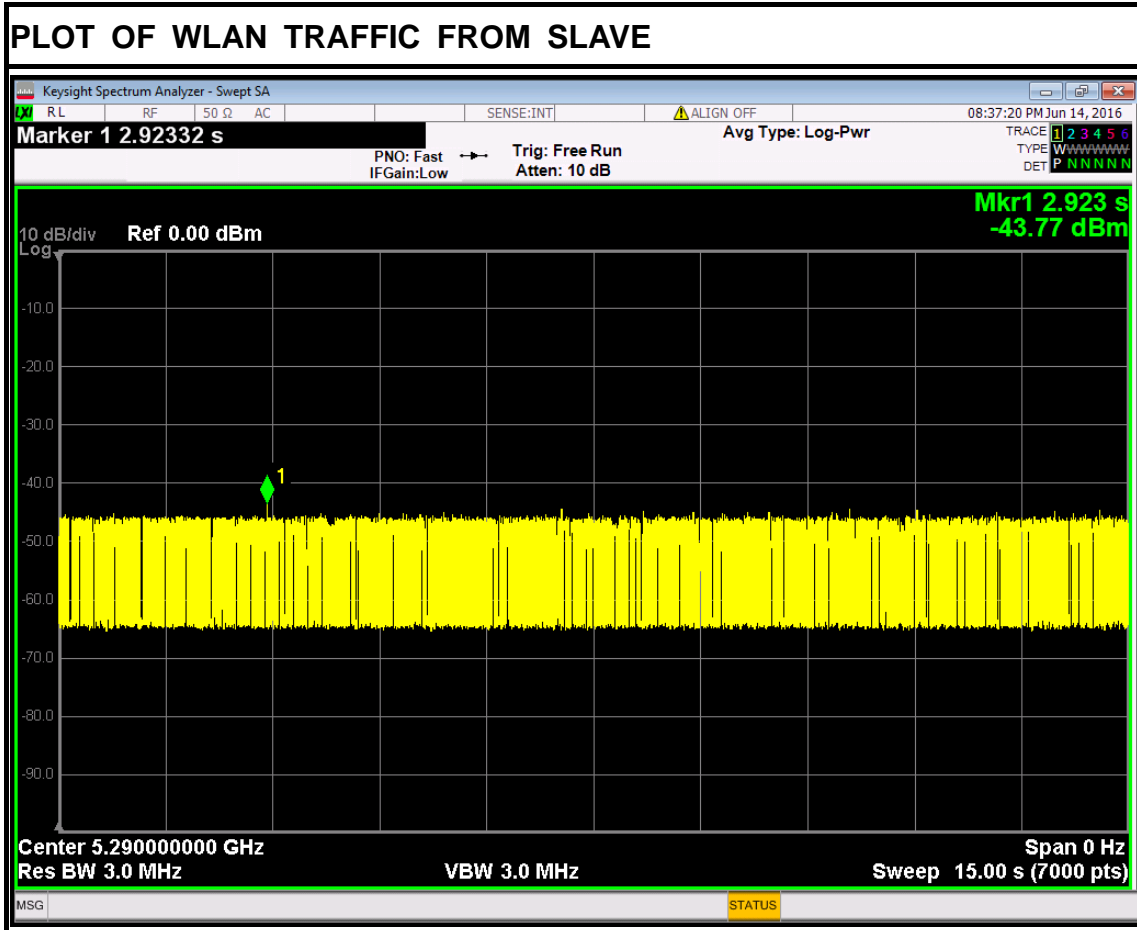 PLOT OF WLAN TRAFFIC FROM SLAVE
Keysight Spectrum Analyzer - Swept SA
LXI RL RF 50 Ω AC SENSE:INT ALIGN OFF 08:37:20 PM Jun 14, 2016
Marker 1 2.92332 s
PNO: Fast
IFGain:Low
Trig: Free Run
Atten: 10 dB
Avg Type: Log-Pwr
TRACE 1 2 3 4 5 6
TYPE WWWWWW
DET P N N N N N
Mkr1 2.923 s
-43.77 dBm
10 dB/div Ref 0.00 dBm
Log
-10.0
-20.0
-30.0
-40.0
1
-50.0
-60.0
-70.0
-80.0
-90.0
Center 5.290000000 GHz Span 0 Hz
Res BW 3.0 MHz VBW 3.0 MHz Sweep 15.00 s (7000 pts)
MSG STATUS